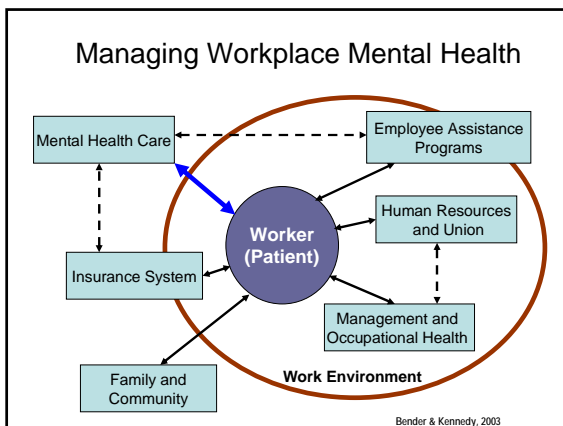 Managing Workplace Mental Health
Mental Health Care
Employee Assistance
Programs
Human Resources
and Union
Worker
(Patient)
Insurance System
Management and
Occupational Health
Family and
Community
Work Environment
Bender & Kennedy, 2003